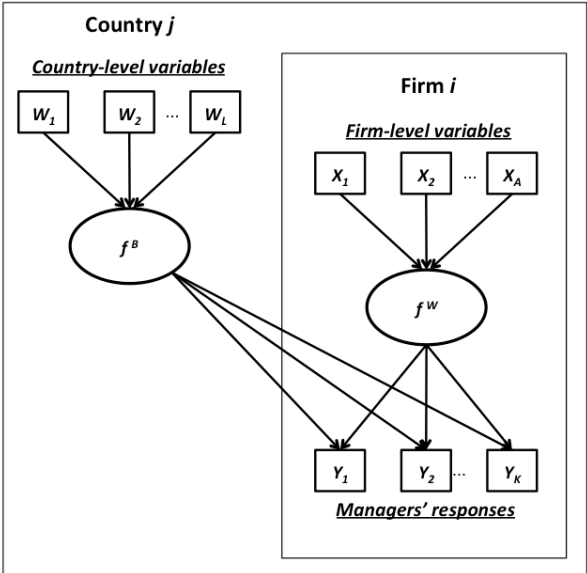 Country j
Country-level variables
W1 W2 ... WL
f B
Firm i
Firm-level variables
X1 X2 ... XA
f W
Y1 Y2 ... YK
Managers' responses